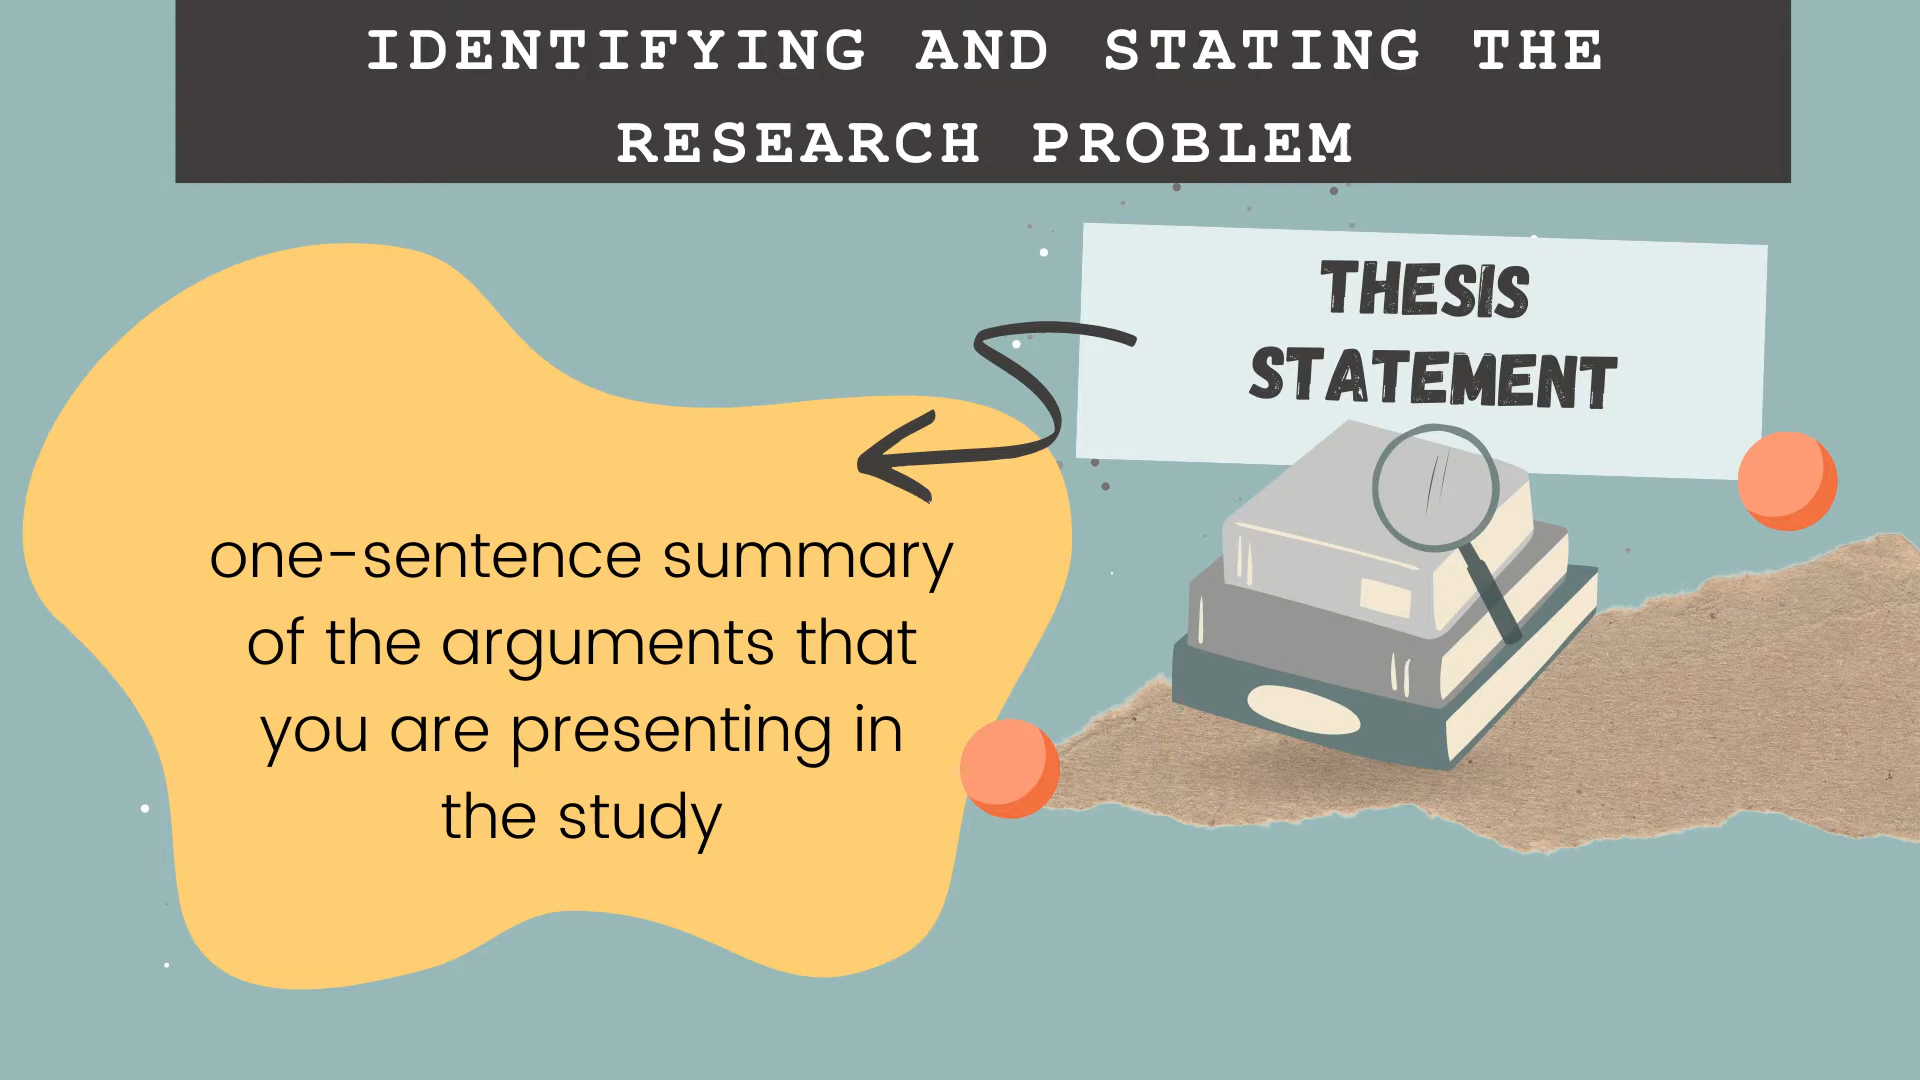 IDENTIFYING AND STATING THE
RESEARCH PROBLEM
THESIS
STATEMENT
one-sentence summary
of the arguments that
you are presenting in
the study